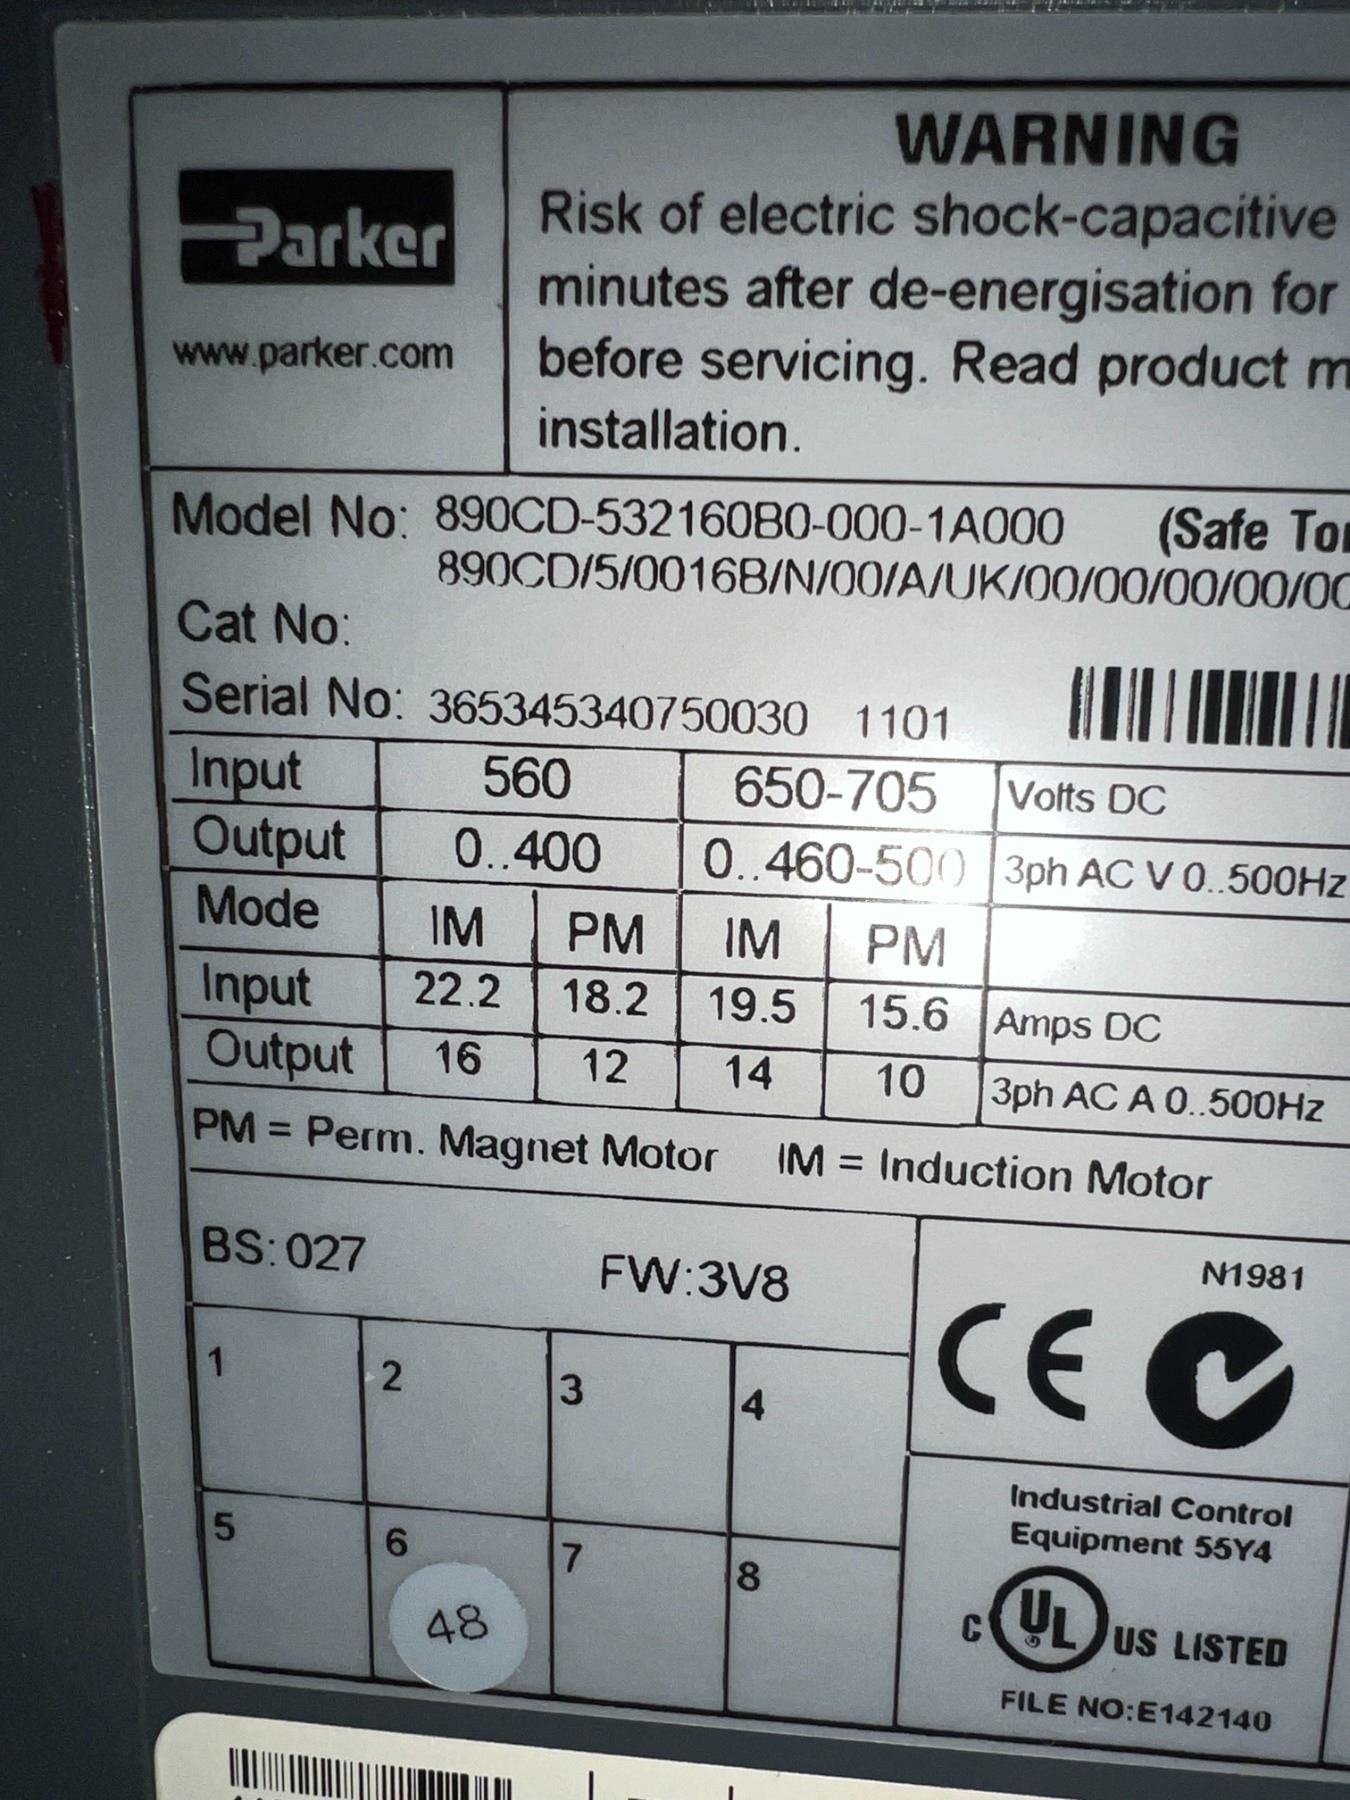 Parker
www.parker.com
WARNING
Risk of electric shock-capacitive
minutes after de-energisation for
before servicing. Read product m
installation.
Model No: 890CD-532160B0-000-1A000 (Safe Tor
890CD/5/0016B/N/00/A/UK/00/00/00/00/00
Cat No:
Serial No: 365345340750030 1101
Input 560 650-705 Volts DC
Output 0..400 0..460-500 3ph AC V 0..500Hz
Mode IM PM IM PM
Input 22.2 18.2 19.5 15.6 Amps DC
Output 16 12 14 10 3ph AC A 0..500Hz
PM = Perm. Magnet Motor IM = Induction Motor
BS: 027 FW:3V8
N1981
CE
1 2 3 4
5 6 7 8
48
Industrial Control
Equipment 55Y4
C UL ® US LISTED
FILE NO:E142140